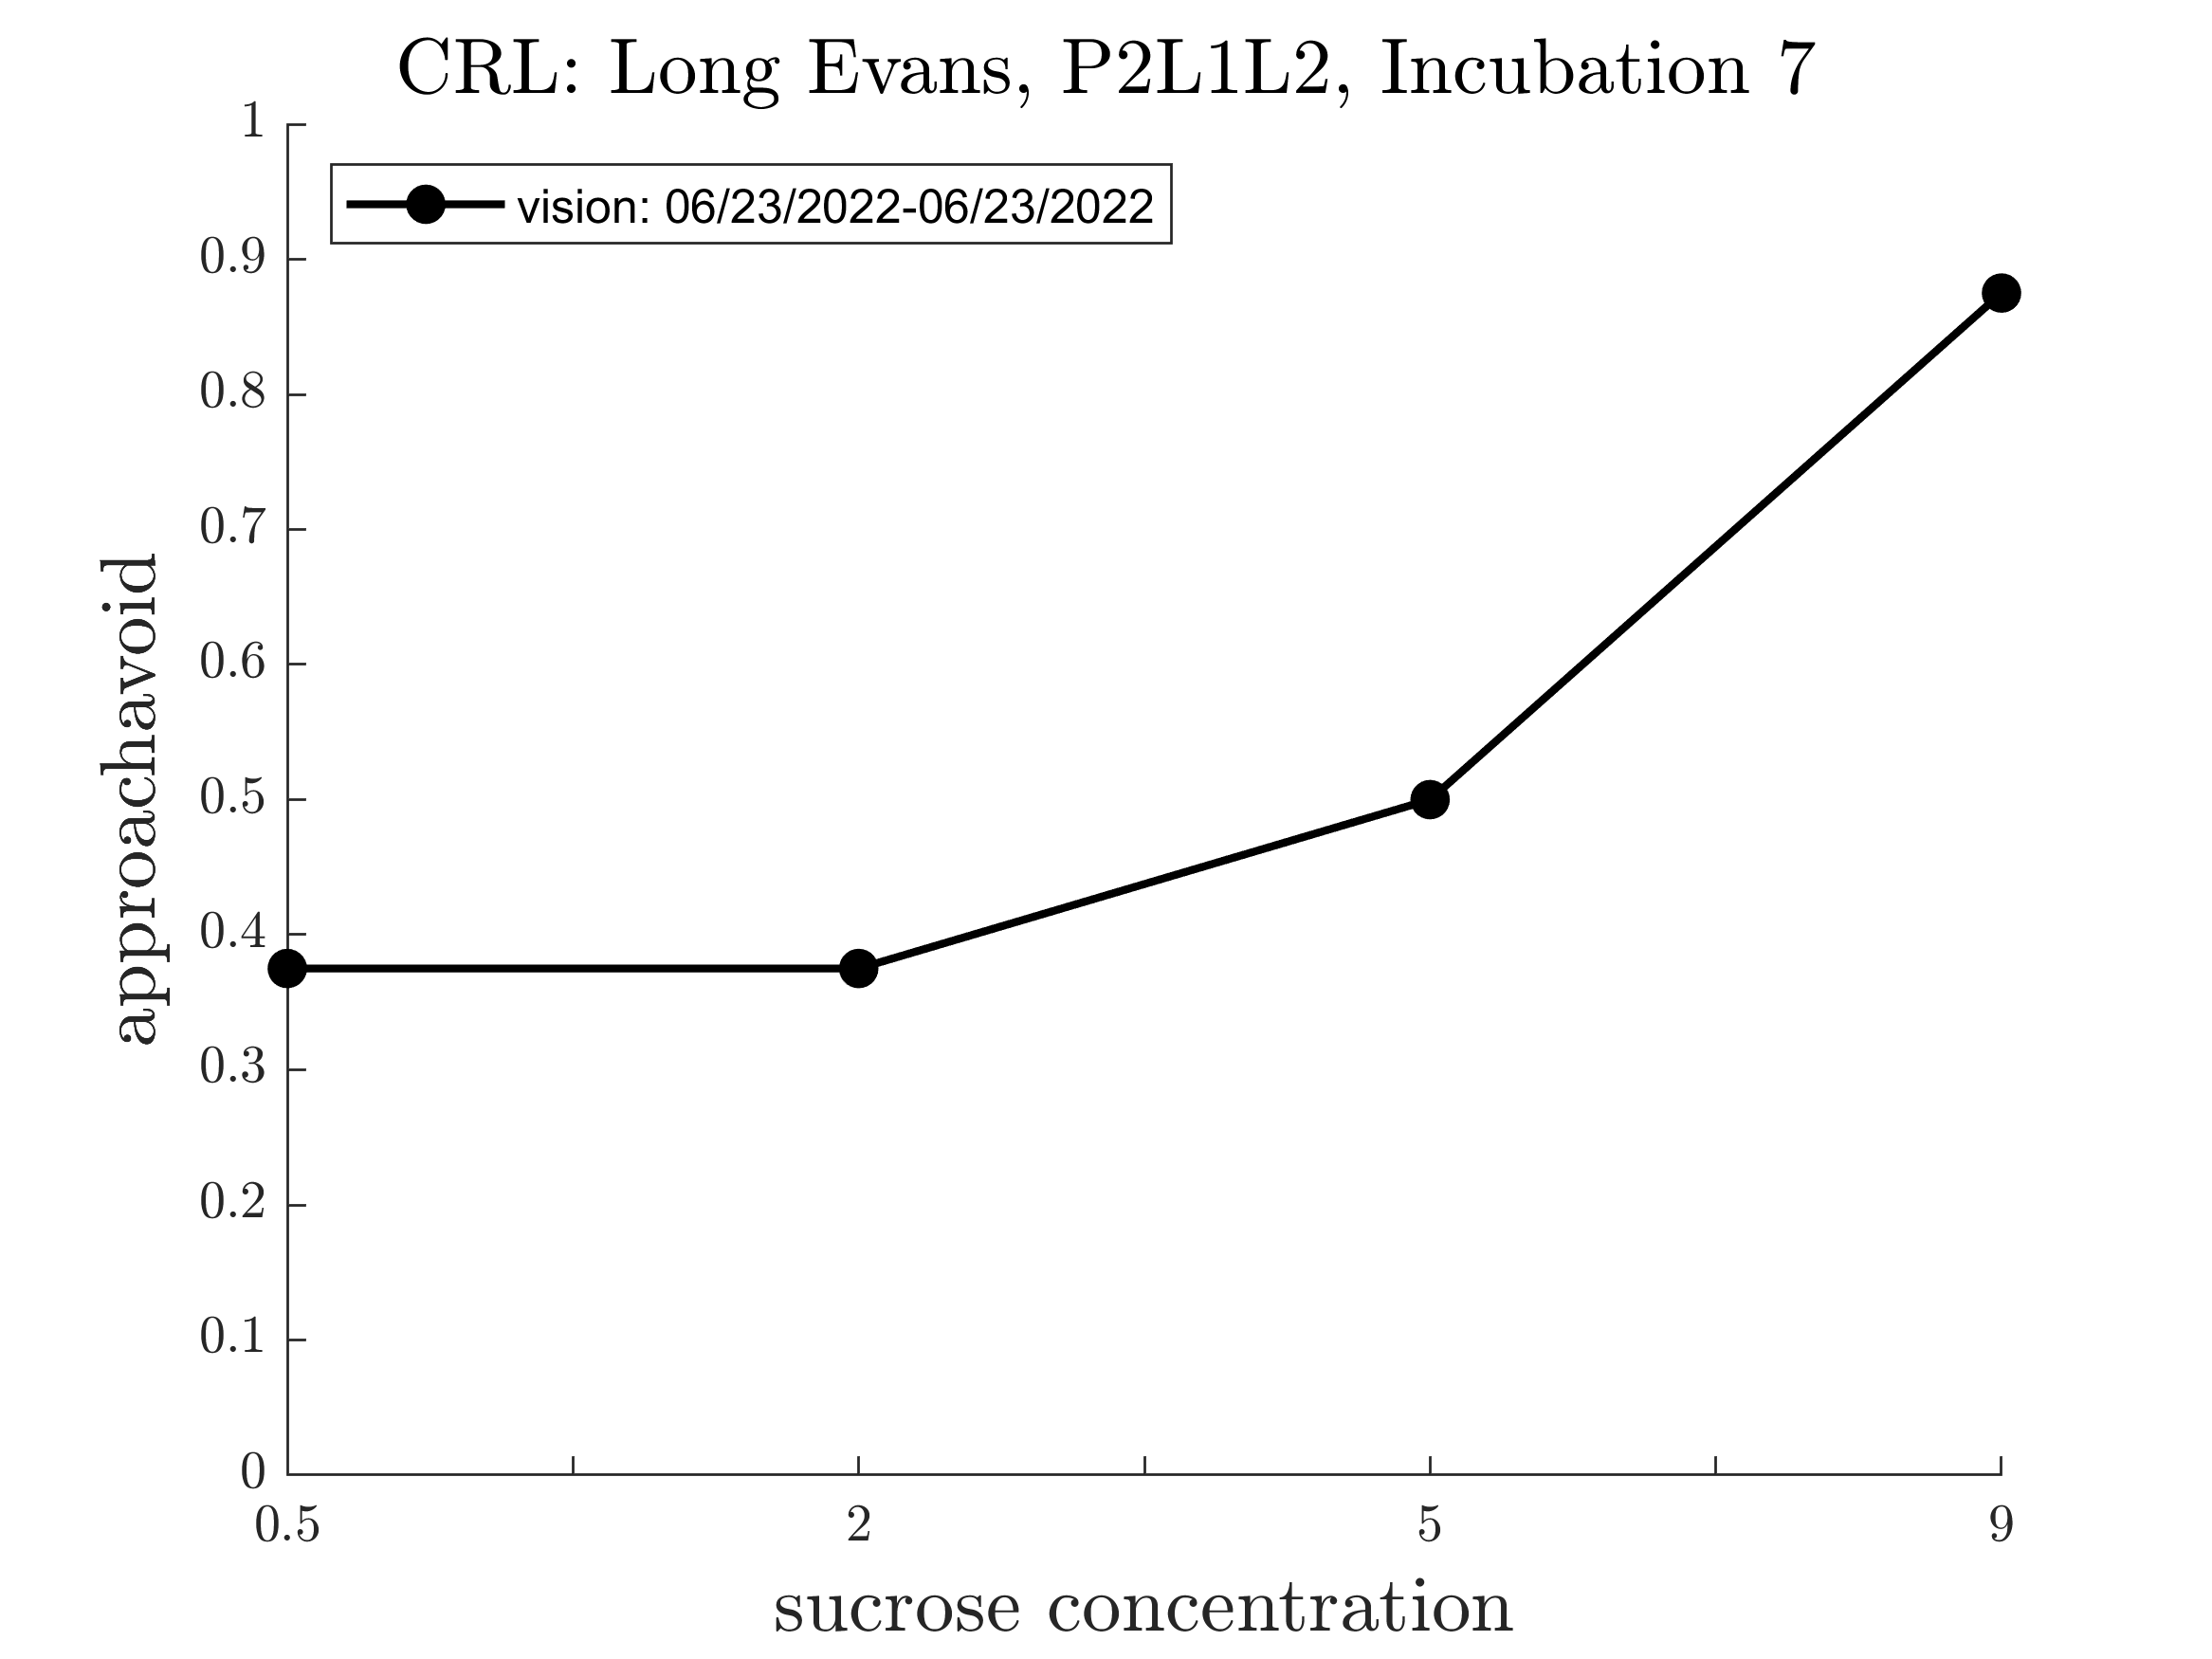 CRL: Long Evans, P2L1L2, Incubation 7
vision: 06/23/2022-06/23/2022
approachavoid
1
0.9
0.8
0.7
0.6
0.5
0.4
0.3
0.2
0.1
0
0.5 2 5 9
sucrose concentration